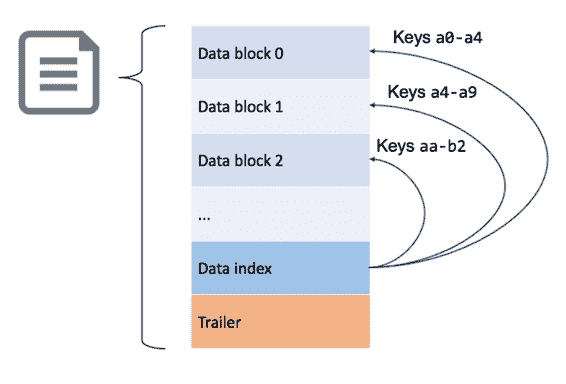 Data block 0
Keys a0-a4
Data block 1
Keys a4-a9
Data block 2
Keys aa-b2
...
Data index
Trailer